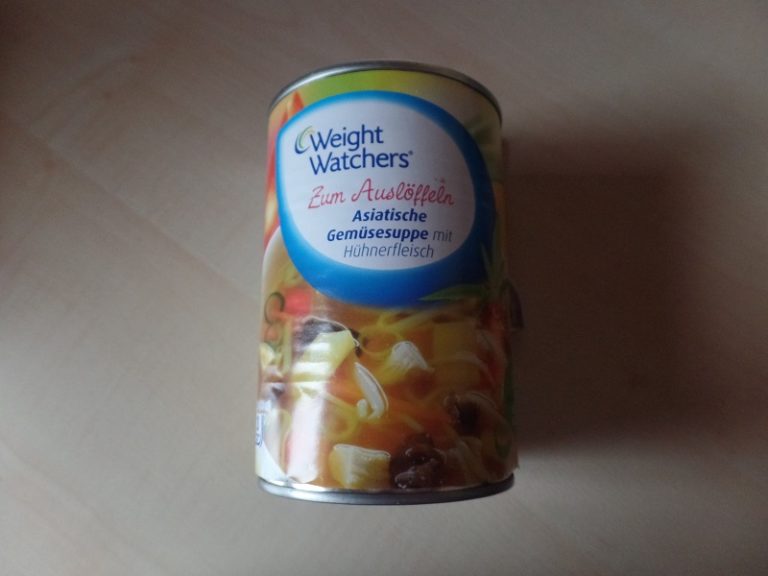 Weight
Watchers®
Zum Auslöffeln
Asiatische
Gemüsesuppe mit
Hühnerfleisch